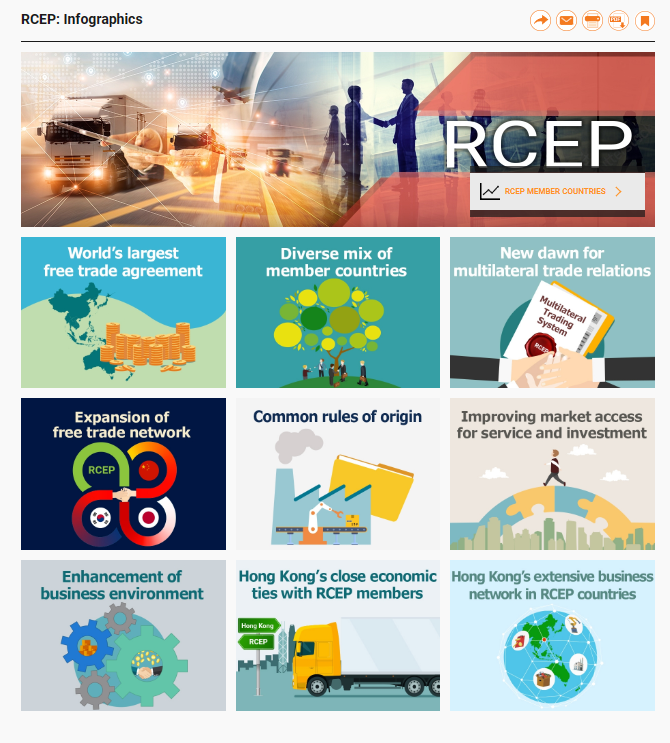 RCEP: Infographics
PDF
RCEP
RCEP MEMBER COUNTRIES
World's largest
free trade agreement
Diverse mix of
member countries
New dawn for
multilateral trade relations
Multilateral
Trading
System
RCEP
Expansion of
free trade network
RCEP
Common rules of origin
Improving market access
for service and investment
Enhancement of
business environment
Hong Kong's close economic
ties with RCEP members
Hong Kong
RCEP
Hong Kong's extensive business
network in RCEP countries